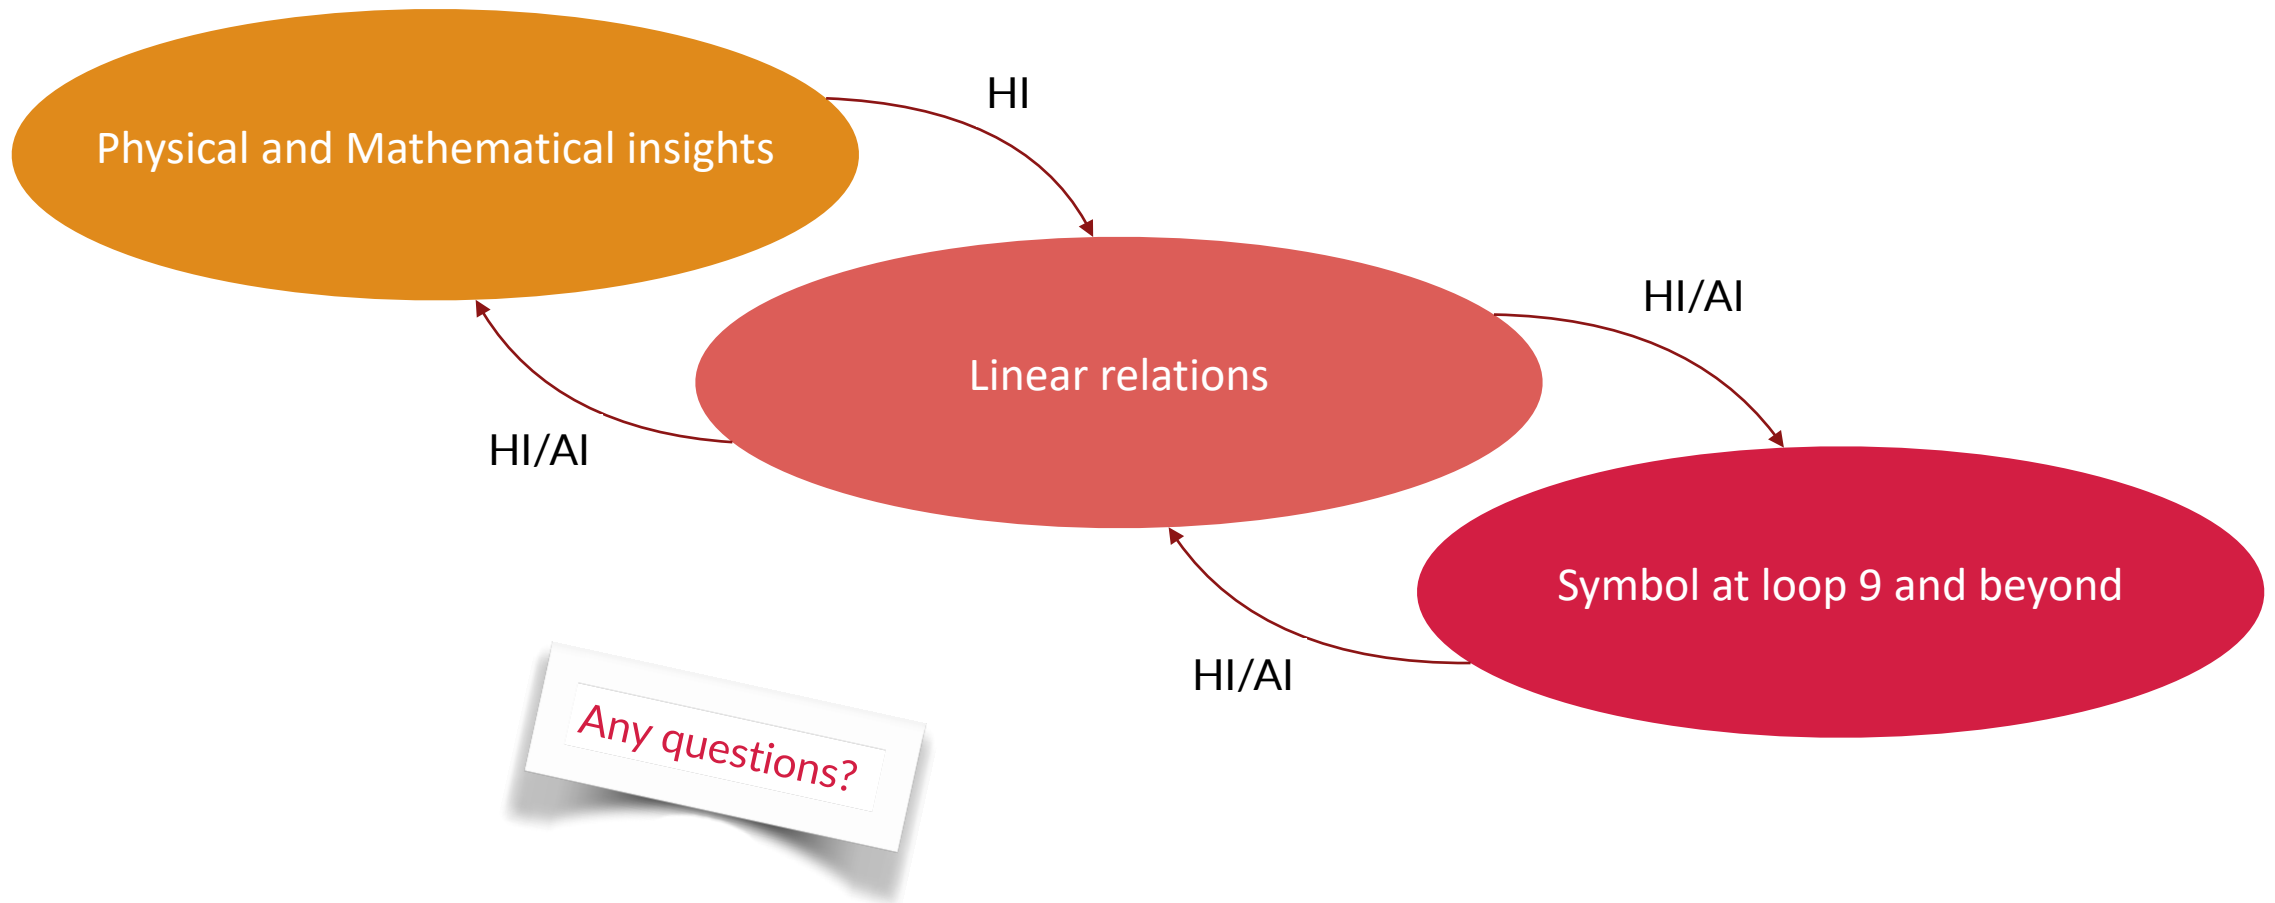 HI
Physical and Mathematical insights
HI/AI
Linear relations
HI/AI
Symbol at loop 9 and beyond
HI/AI
Any questions?